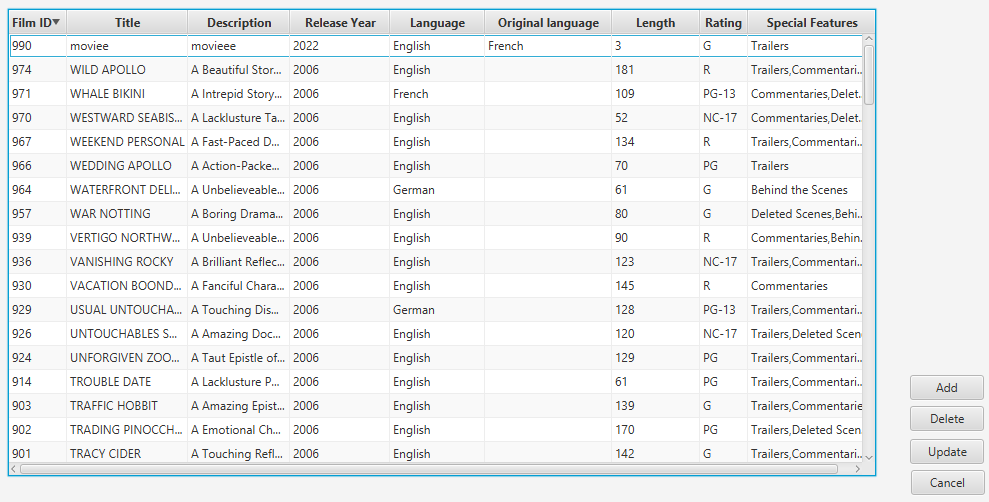 Film ID Title Description Release Year Language Original language Length Rating Special Features
990 moviee movieee 2022 English French 3 G Trailers
974 WILD APOLLO A Beautiful Stor... 2006 English 181 R Trailers,Commentari...
971 WHALE BIKINI A Intrepid Story... 2006 French 109 PG-13 Commentaries,Delet...
970 WESTWARD SEABIS... A Lacklusture Ta... 2006 English 52 NC-17 Commentaries,Delet...
967 WEEKEND PERSONAL A Fast-Paced D... 2006 English 134 R Trailers,Commentari...
966 WEDDING APOLLO A Action-Packe... 2006 English 70 PG Trailers
964 WATERFRONT DELI... A Unbelieveable... 2006 German 61 G Behind the Scenes
957 WAR NOTTING A Boring Drama... 2006 English 80 G Deleted Scenes,Behi...
939 VERTIGO NORTHW... A Unbelieveable... 2006 English 90 R Commentaries,Behin...
936 VANISHING ROCKY A Brilliant Reflec... 2006 English 123 NC-17 Trailers,Commentari...
930 VACATION BOOND... A Fanciful Chara... 2006 English 145 R Commentaries
929 USUAL UNTOUCHA... A Touching Dis... 2006 German 128 PG-13 Trailers,Commentari...
926 UNTOUCHABLES S... A Amazing Doc... 2006 English 120 NC-17 Trailers,Deleted Scen
924 UNFORGIVEN ZOO... A Taut Epistle of... 2006 English 129 PG Trailers,Commentari...
914 TROUBLE DATE A Lacklusture P... 2006 English 61 PG Trailers,Commentari...
903 TRAFFIC HOBBIT A Amazing Epist... 2006 English 139 G Trailers,Commentarie
902 TRADING PINOCCH... A Emotional Ch... 2006 English 170 PG Trailers,Deleted Scen...
901 TRACY CIDER A Touching Refl... 2006 English 142 G Trailers,Commentari...
Add
Delete
Update
Cancel